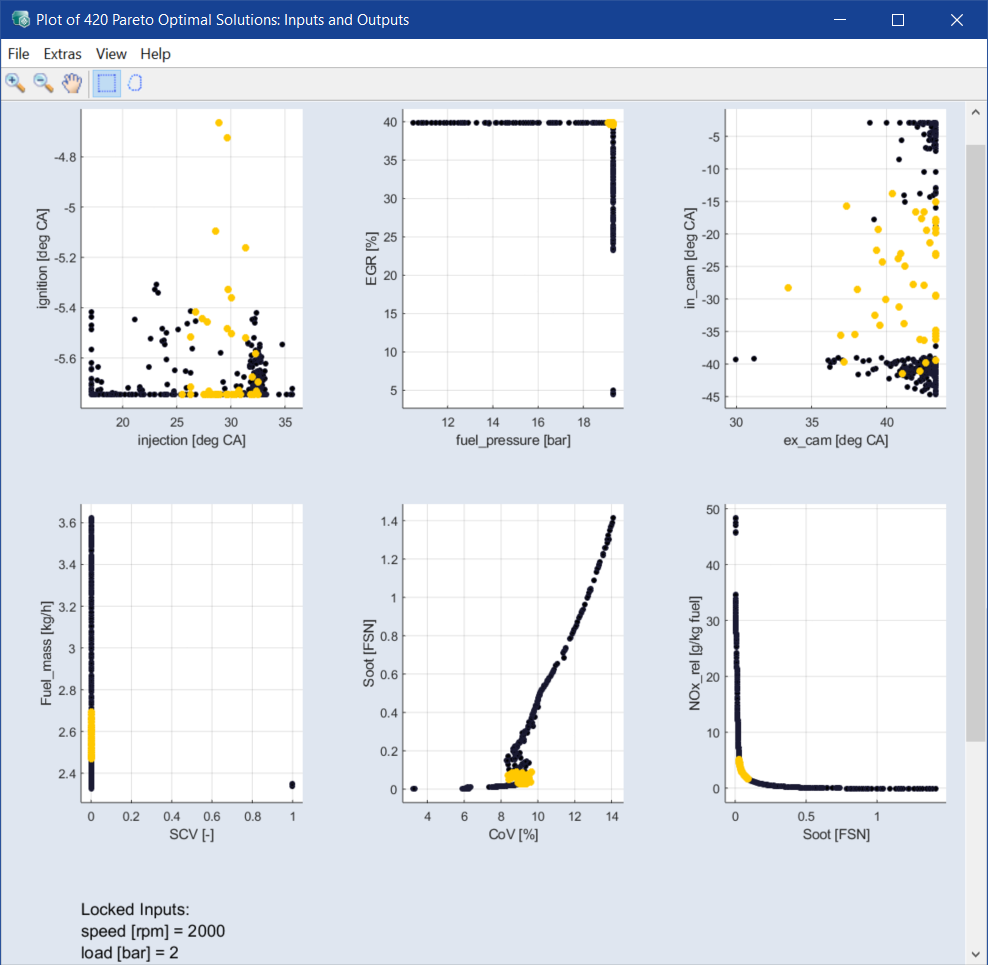 Plot of 420 Pareto Optimal Solutions: Inputs and Outputs
File Extras View Help
-4.8
-5
-5.2
-5.4
-5.6
ignition [deg CA]
20 25 30 35
injection [deg CA]
40
35
30
25
20
15
10
5
EGR [%]
12 14 16 18
fuel_pressure [bar]
-5
-10
-15
-20
-25
-30
-35
-40
-45
in_cam [deg CA]
30 35 40
ex_cam [deg CA]
3.6
3.4
3.2
3
2.8
2.6
2.4
Fuel_mass [kg/h]
0 0.2 0.4 0.6 0.8 1
SCV [-]
1.4
1.2
1
0.8
0.6
0.4
0.2
0
Soot [FSN]
4 6 8 10 12 14
CoV [%]
50
40
30
20
10
0
NOx_rel [g/kg fuel]
0 0.5 1
Soot [FSN]
Locked Inputs:
speed [rpm] = 2000
load [bar] = 2